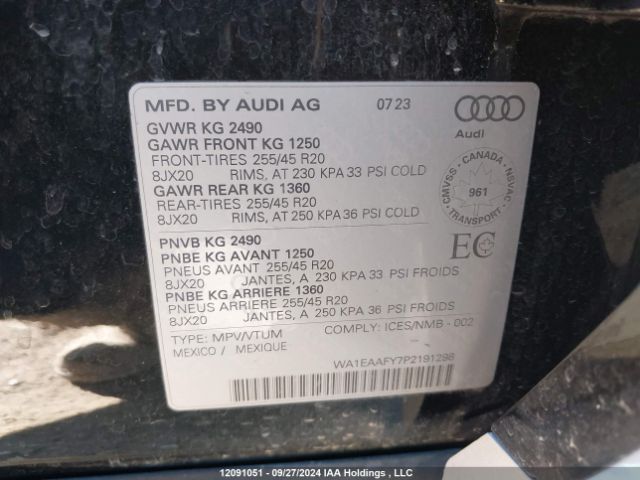 MFD. BY AUDI AG 07 23
Audi
GVWR KG 2490
GAWR FRONT KG 1250
FRONT-TIRES 255/45 R20
8JX20 RIMS, AT 230 KPA 33 PSI COLD
GAWR REAR KG 1360
REAR-TIRES 255/45 R20
8JX20 RIMS, AT 250 KPA 36 PSI COLD
CMVSS - CANADA - NSVAC
961
TRANSPORT
PNVB KG 2490
PNBE KG AVANT 1250
PNEUS AVANT 255/45 R20
8JX20 JANTES, A 230 KPA 33 PSI FROIDS
PNBE KG ARRIERE 1360
PNEUS ARRIERE 255/45 R20
8JX20 JANTES, A 250 KPA 36 PSI FROIDS
EC
TYPE: MPV/VTUM COMPLY: ICES/NMB - 002
MEXICO / MEXIQUE
WA1EAAFY7P2191298
12091051 - 09/27/2024 IAA Holdings , LLC